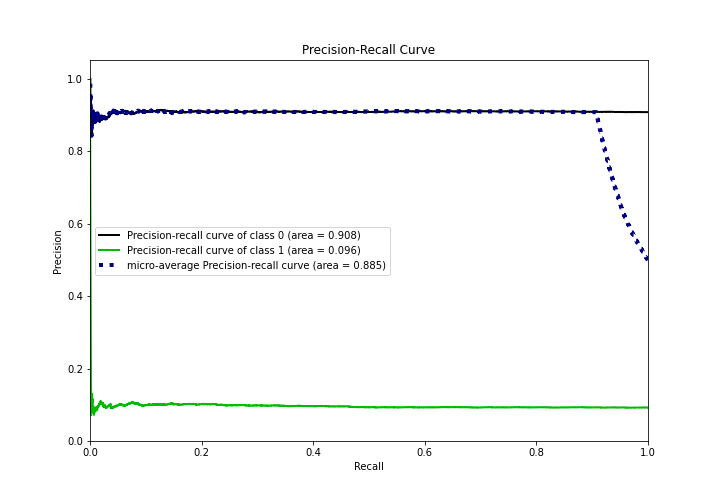 Precision-Recall Curve
1.0
0.8
0.6
0.4
0.2
0.0
Precision
Precision-recall curve of class 0 (area = 0.908)
Precision-recall curve of class 1 (area = 0.096)
micro-average Precision-recall curve (area = 0.885)
0.0 0.2 0.4 0.6 0.8 1.0
Recall